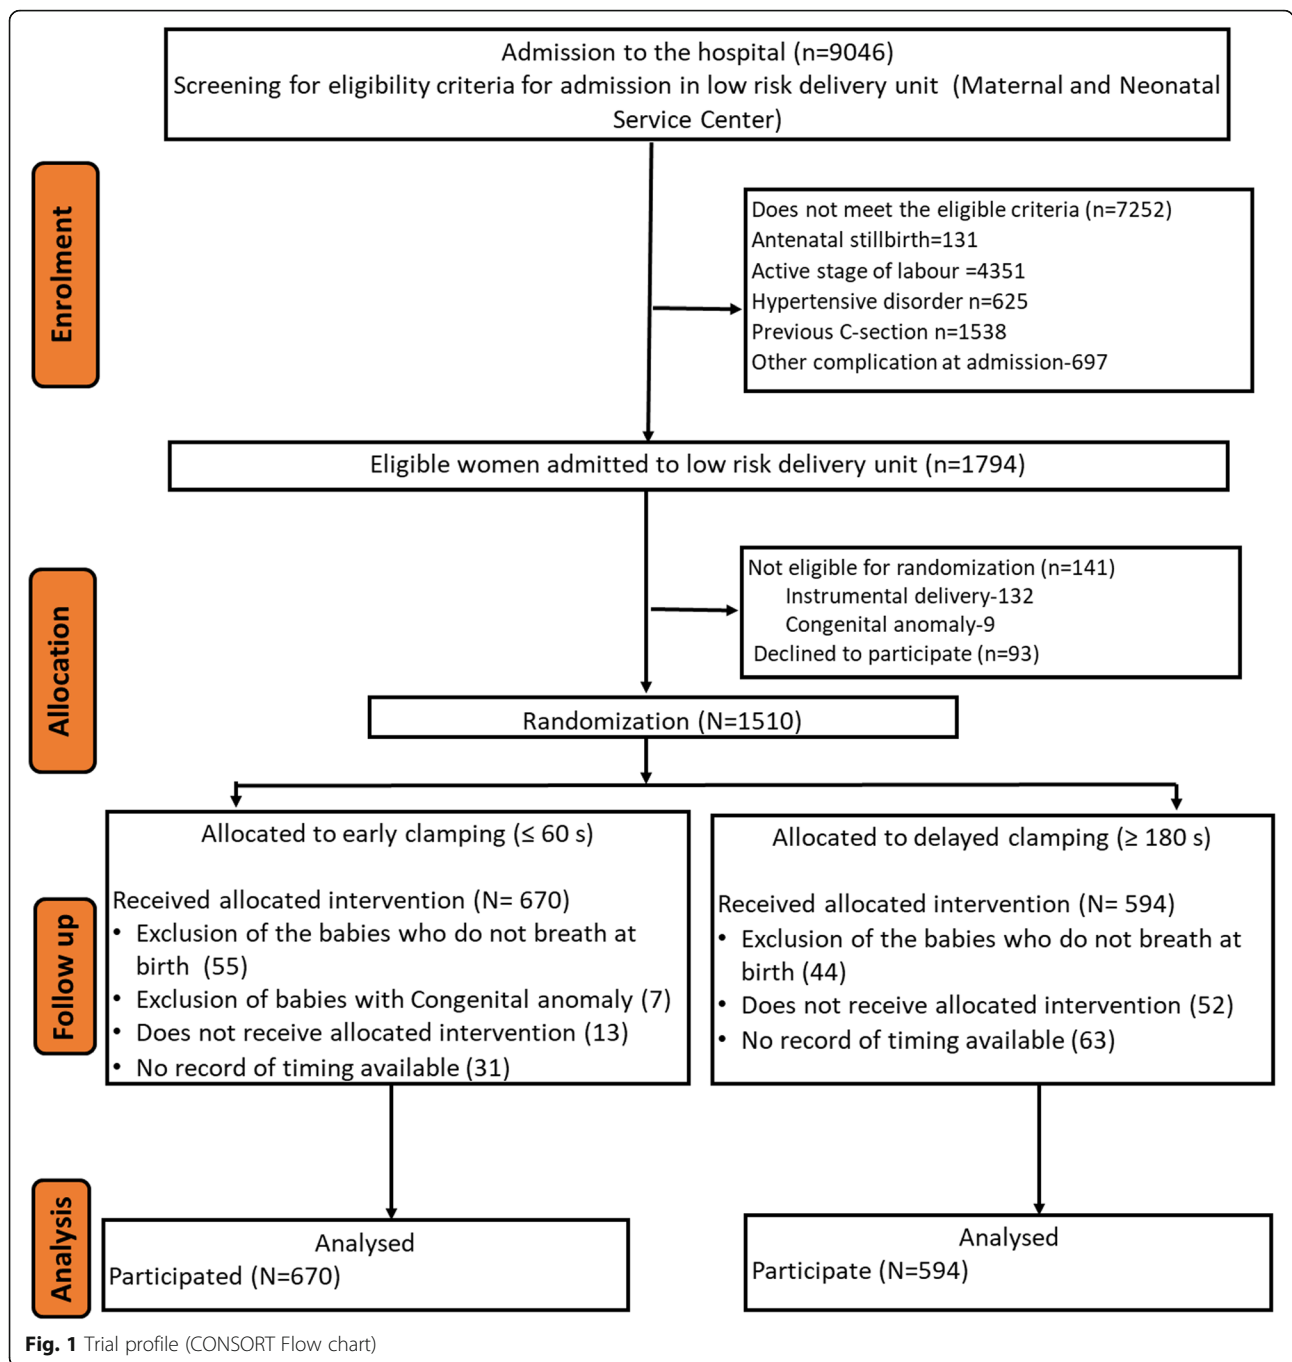 Admission to the hospital (n=9046)
Screening for eligibility criteria for admission in low risk delivery unit (Maternal and Neonatal
Service Center)
Enrolment
Does not meet the eligible criteria (n=7252)
Antenatal stillbirth=131
Active stage of labour =4351
Hypertensive disorder n=625
Previous C-section n=1538
Other complication at admission-697
Eligible women admitted to low risk delivery unit (n=1794)
Allocation
Not eligible for randomization (n=141)
Instrumental delivery-132
Congenital anomaly-9
Declined to participate (n=93)
Randomization (N=1510)
Follow up
Allocated to early clamping (≤ 60 s)
Received allocated intervention (N= 670)
• Exclusion of the babies who do not breath at
birth (55)
• Exclusion of babies with Congenital anomaly (7)
• Does not receive allocated intervention (13)
• No record of timing available (31)
Allocated to delayed clamping (≥ 180 s)
Received allocated intervention (N= 594)
• Exclusion of the babies who do not breath at
birth (44)
• Does not receive allocated intervention (52)
• No record of timing available (63)
Analysis
Analysed
Participated (N=670)
Analysed
Participate (N=594)
Fig. 1 Trial profile (CONSORT Flow chart)